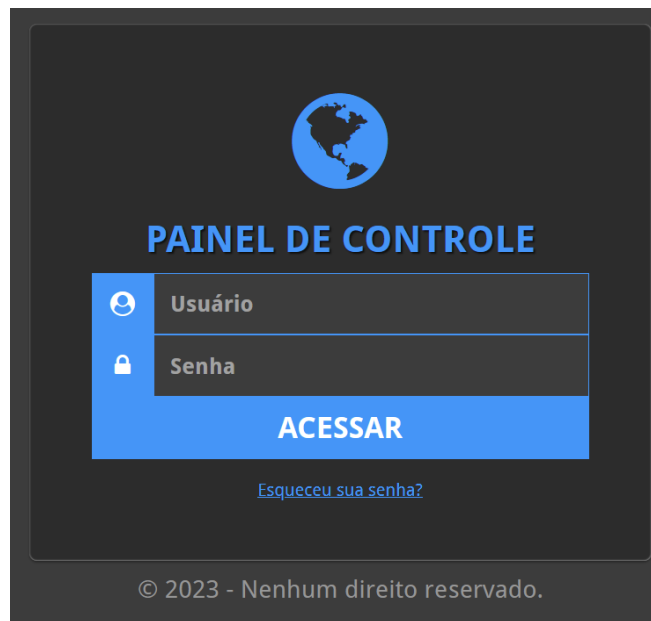 PAINEL DE CONTROLE
Usuário
Senha
ACESSAR
Esqueceu sua senha?
© 2023 - Nenhum direito reservado.